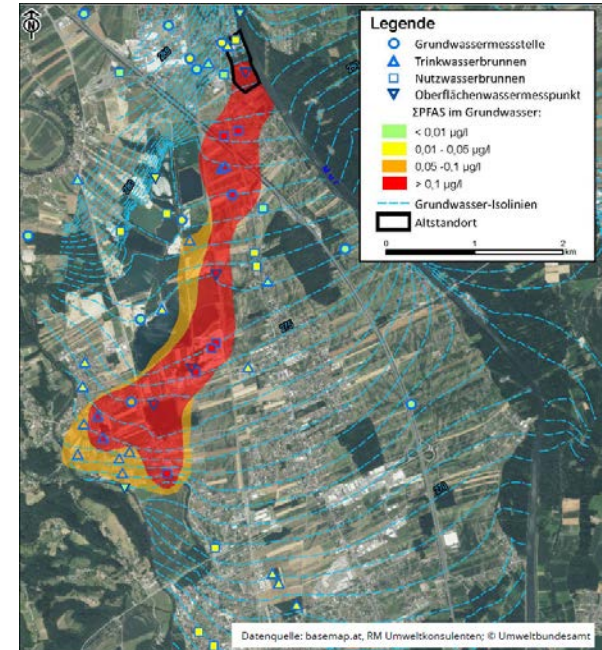 N
Legende
Grundwassermessstelle
Trinkwasserbrunnen
Nutzwasserbrunnen
Oberflächenwassermesspunkt
ΣPFAS im Grundwasser:
< 0,01 µg/l
0,01 - 0,05 µg/l
0,05 -0,1 µg/l
> 0,1 µg/l
Grundwasser-Isolinien
Altstandort
0 1 2
km
Mur
Datenquelle: basemap.at, RM Umweltkonsulenten; © Umweltbundesamt